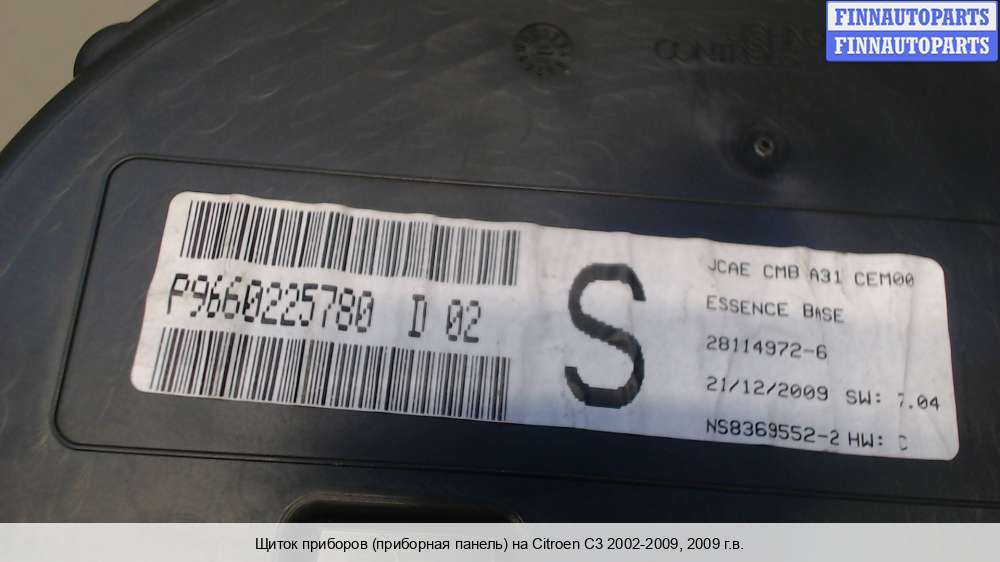 FINNAUTOPARTS
FINNAUTOPARTS
P9660225780 D 02
S
JCAE CMB A31 CEM00
ESSENCE BASE
28114972-6
21/12/2009 SW: 7.04
NS8369552-2 HW:
Щиток приборов (приборная панель) на Citroen C3 2002-2009, 2009 г.в.